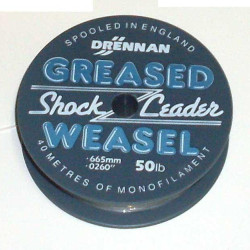 SPOOLED IN ENGLAND
DRENNAN
GREASED
Shock Leader
WEASEL
·665mm
·0260"
50lb
40 METRES OF MONOFILAMENT